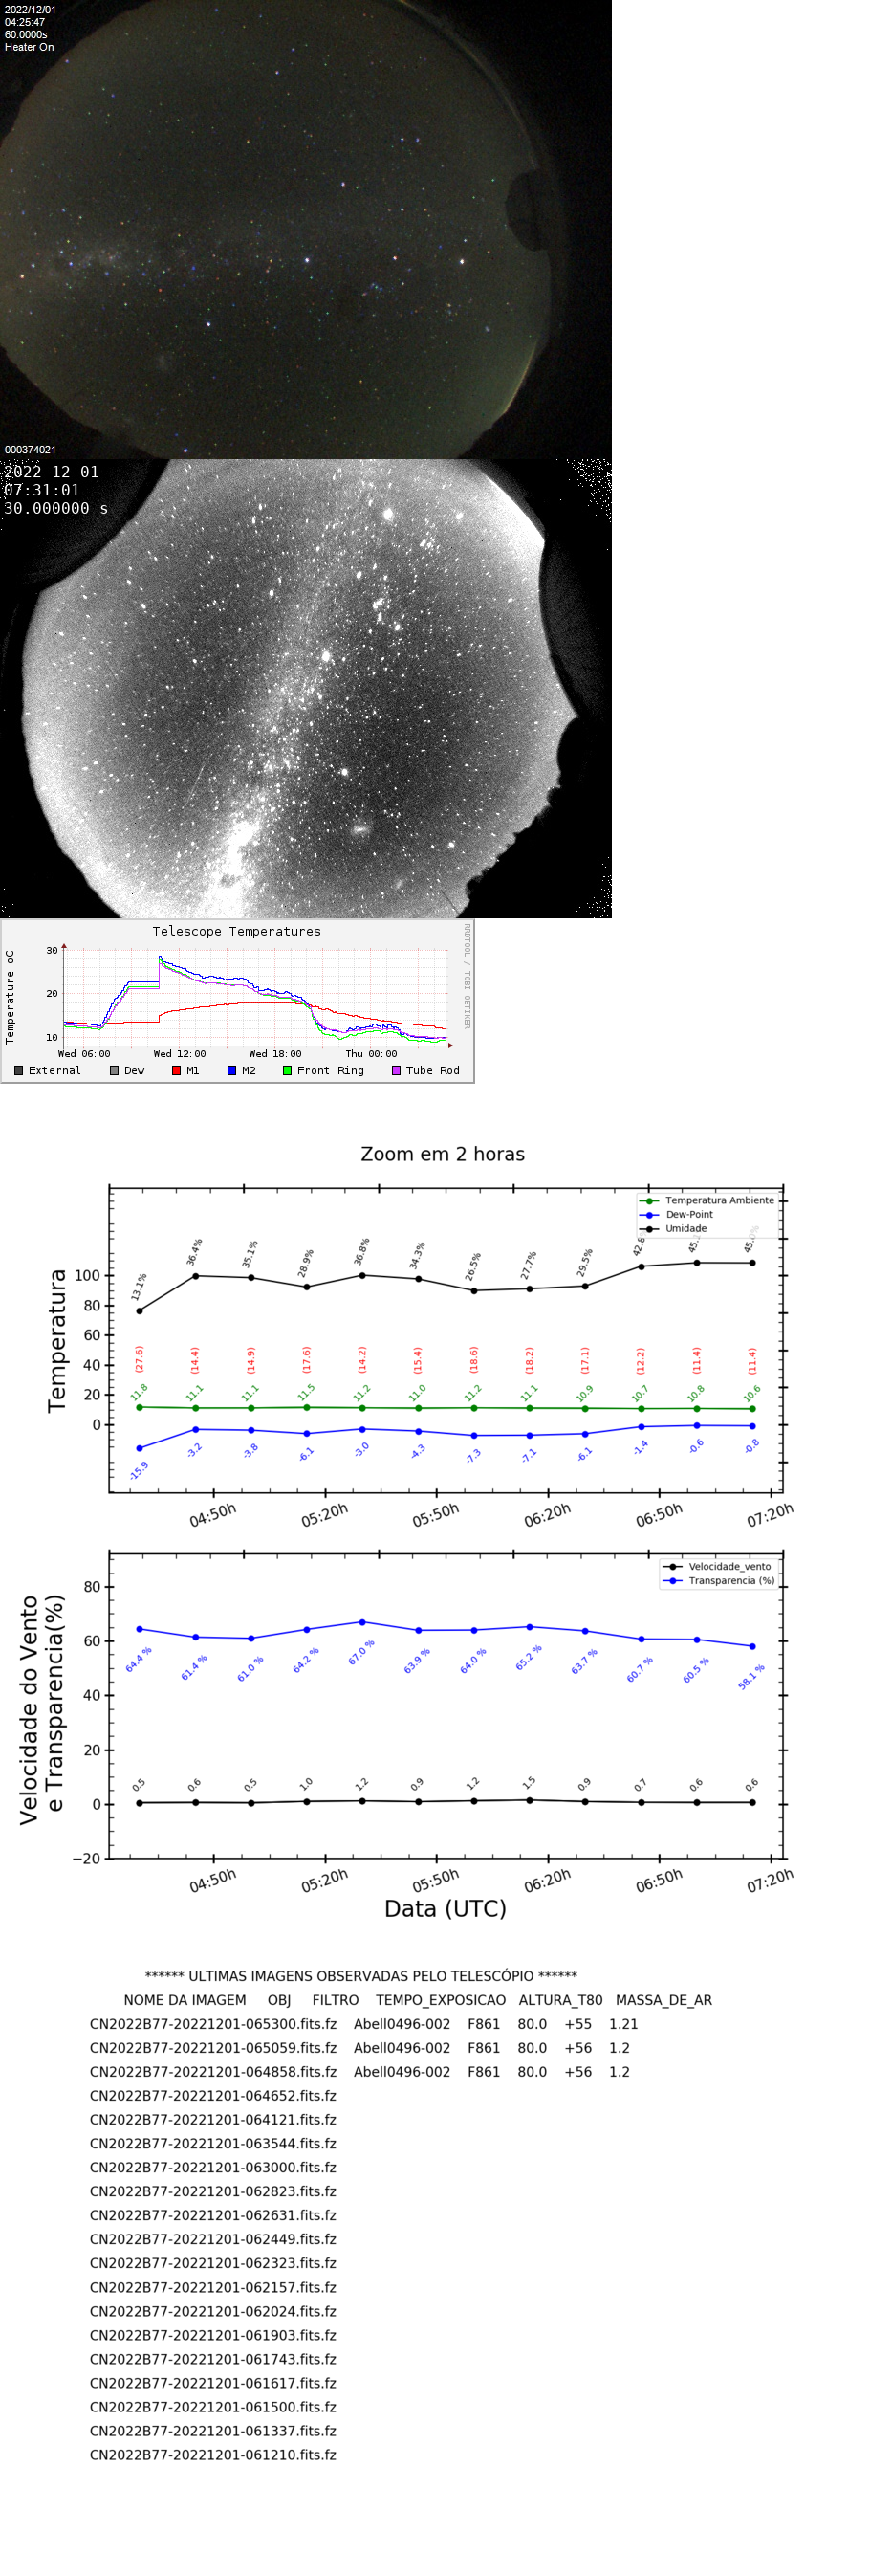 2022/12/01
04:25:47
60.0000s
Heater On
000374021
2022-12-01
07:31:01
30.000000 s
Telescope Temperatures
RRDTOOL / TOBI OETIKER
Temperature oC
30
20
10
Wed 06:00 Wed 12:00 Wed 18:00 Thu 00:00
External Dew M1 M2 Front Ring Tube Rod
Zoom em 2 horas
Temperatura Ambiente
Dew-Point
Umidade
Temperatura
100
80
60
40
20
0
13.1% 36.4% 35.1% 28.9% 36.8% 34.3% 26.5% 27.7% 29.5% 42.8 45. 45.
(27.6) (14.4) (14.9) (17.6) (14.2) (15.4) (18.6) (18.2) (17.1) (12.2) (11.4) (11.4)
11.8 11.1 11.1 11.5 11.2 11.0 11.2 11.1 10.9 10.7 10.8 10.6
-15.9 -3.2 -3.8 -6.1 -3.0 -4.3 -7.3 -7.1 -6.1 -1.4 -0.6 -0.8
04:50h 05:20h 05:50h 06:20h 06:50h 07:20h
Velocidade_vento
Transparencia (%)
Velocidade do Vento
e Transparencia(%)
80
60
40
20
0
−20
64.4 % 61.4 % 61.0 % 64.2 % 67.0 % 63.9 % 64.0 % 65.2 % 63.7 % 60.7 % 60.5 % 58.1 %
0.5 0.6 0.5 1.0 1.2 0.9 1.2 1.5 0.9 0.7 0.6 0.6
04:50h 05:20h 05:50h 06:20h 06:50h 07:20h
Data (UTC)
****** ULTIMAS IMAGENS OBSERVADAS PELO TELESCÓPIO ******
NOME DA IMAGEM OBJ FILTRO TEMPO_EXPOSICAO ALTURA_T80 MASSA_DE_AR
CN2022B77-20221201-065300.fits.fz Abell0496-002 F861 80.0 +55 1.21
CN2022B77-20221201-065059.fits.fz Abell0496-002 F861 80.0 +56 1.2
CN2022B77-20221201-064858.fits.fz Abell0496-002 F861 80.0 +56 1.2
CN2022B77-20221201-064652.fits.fz
CN2022B77-20221201-064121.fits.fz
CN2022B77-20221201-063544.fits.fz
CN2022B77-20221201-063000.fits.fz
CN2022B77-20221201-062823.fits.fz
CN2022B77-20221201-062631.fits.fz
CN2022B77-20221201-062449.fits.fz
CN2022B77-20221201-062323.fits.fz
CN2022B77-20221201-062157.fits.fz
CN2022B77-20221201-062024.fits.fz
CN2022B77-20221201-061903.fits.fz
CN2022B77-20221201-061743.fits.fz
CN2022B77-20221201-061617.fits.fz
CN2022B77-20221201-061500.fits.fz
CN2022B77-20221201-061337.fits.fz
CN2022B77-20221201-061210.fits.fz